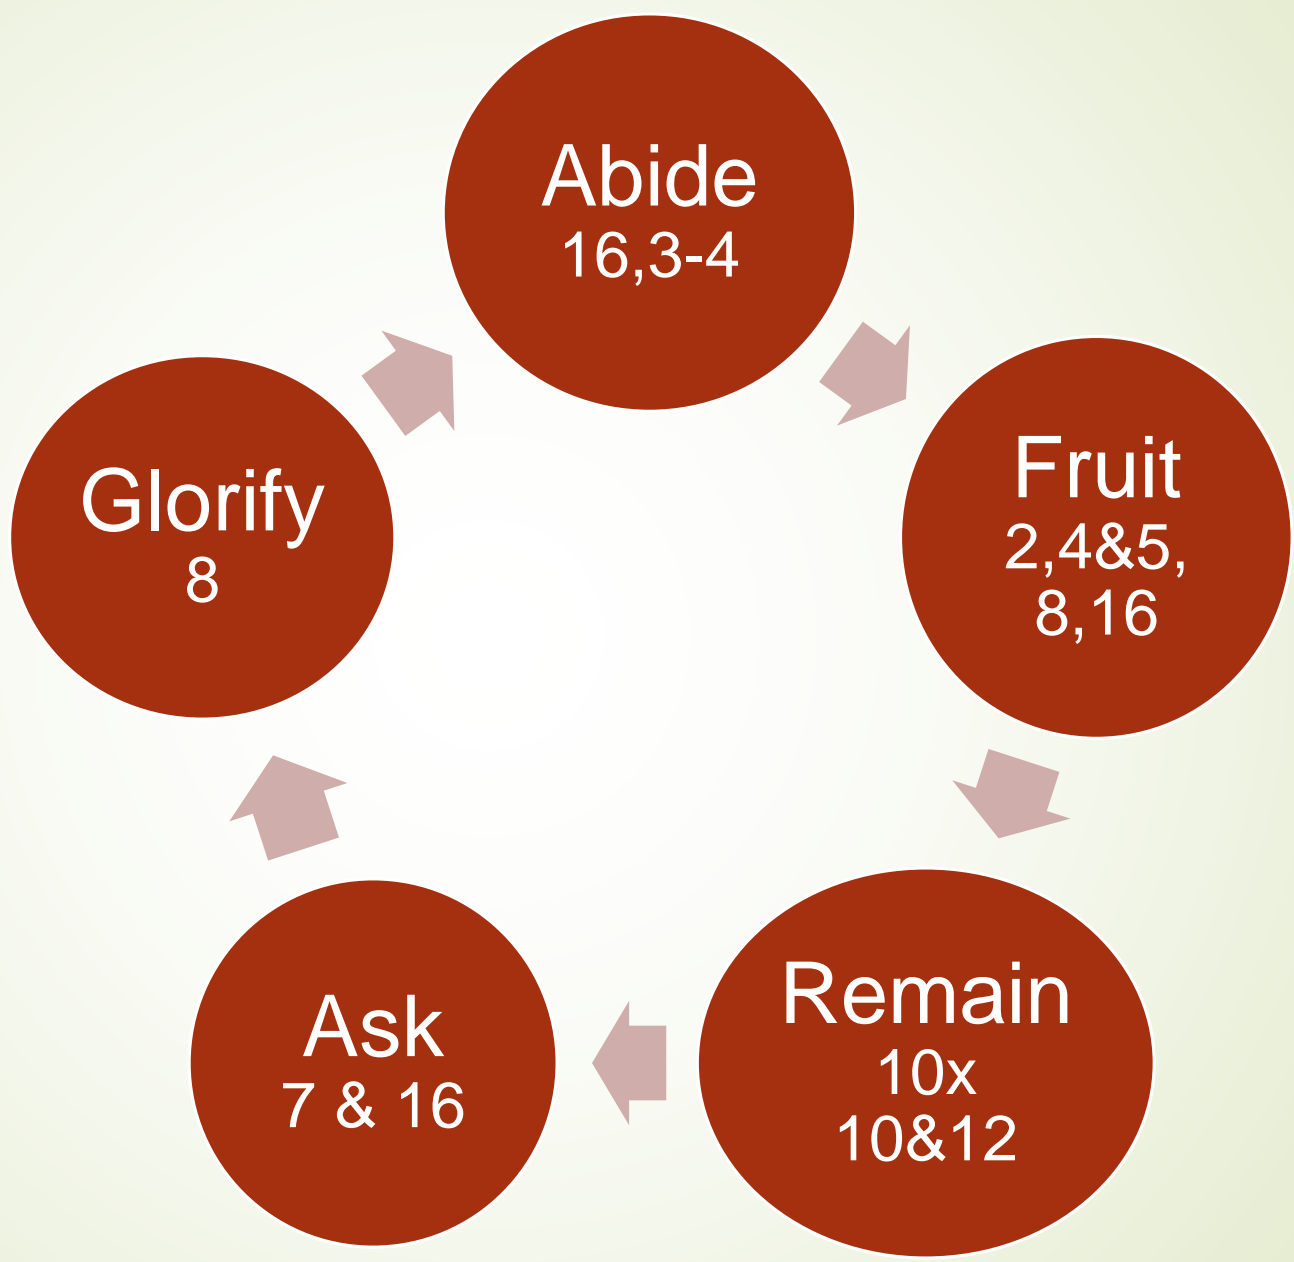 Abide
16,3-4
Fruit
2,4&5,
8,16
Remain
10x
10&12
Ask
7 & 16
Glorify
8